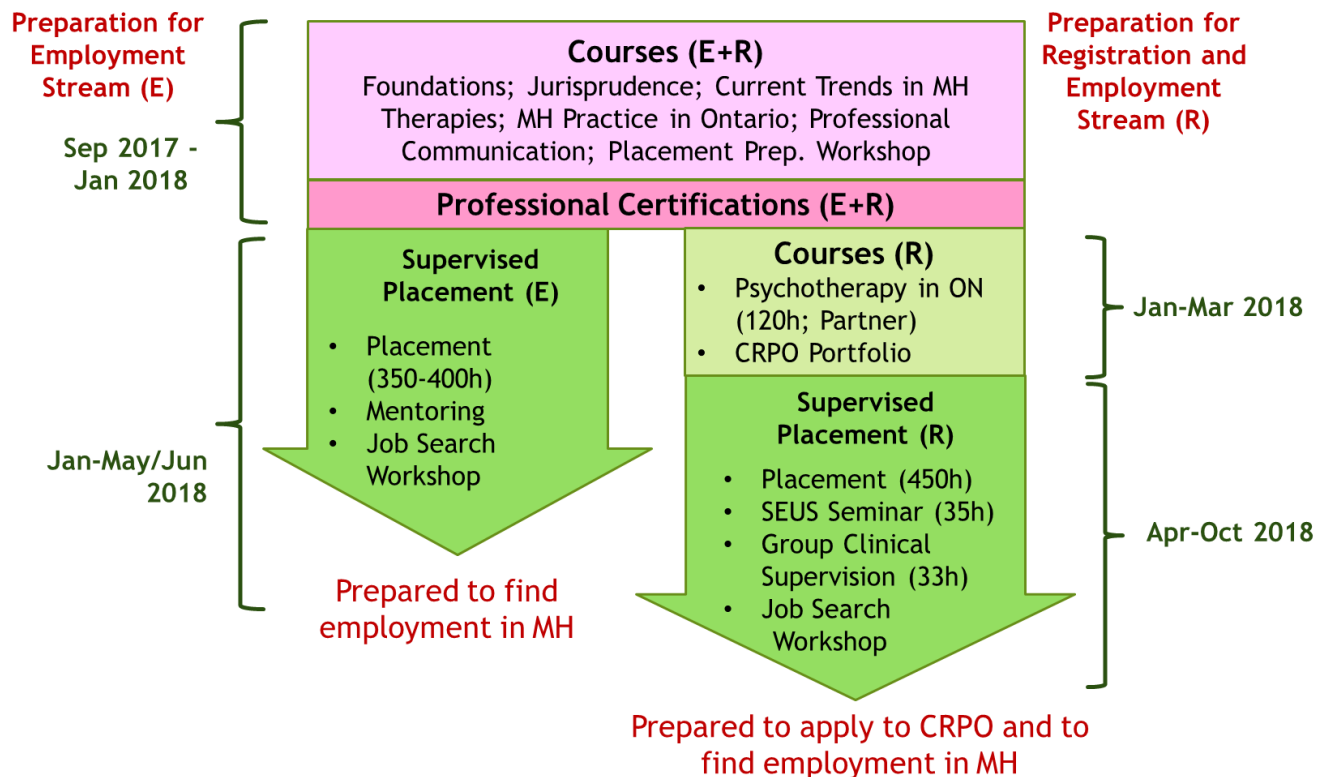 Preparation for
Employment
Stream (E)
Sep 2017 -
Jan 2018
Courses (E+R)
Foundations; Jurisprudence; Current Trends in MH
Therapies; MH Practice in Ontario; Professional
Communication; Placement Prep. Workshop
Preparation for
Registration and
Employment
Stream (R)
Professional Certifications (E+R)
Jan-May/Jun
2018
Supervised
Placement (E)
• Placement
(350-400h)
• Mentoring
• Job Search
Workshop
Prepared to find
employment in MH
Courses (R)
• Psychotherapy in ON
(120h; Partner)
• CRPO Portfolio
Jan-Mar 2018
Supervised
Placement (R)
• Placement (450h)
• SEUS Seminar (35h)
• Group Clinical
Supervision (33h)
• Job Search
Workshop
Apr-Oct 2018
Prepared to apply to CRPO and to
find employment in MH